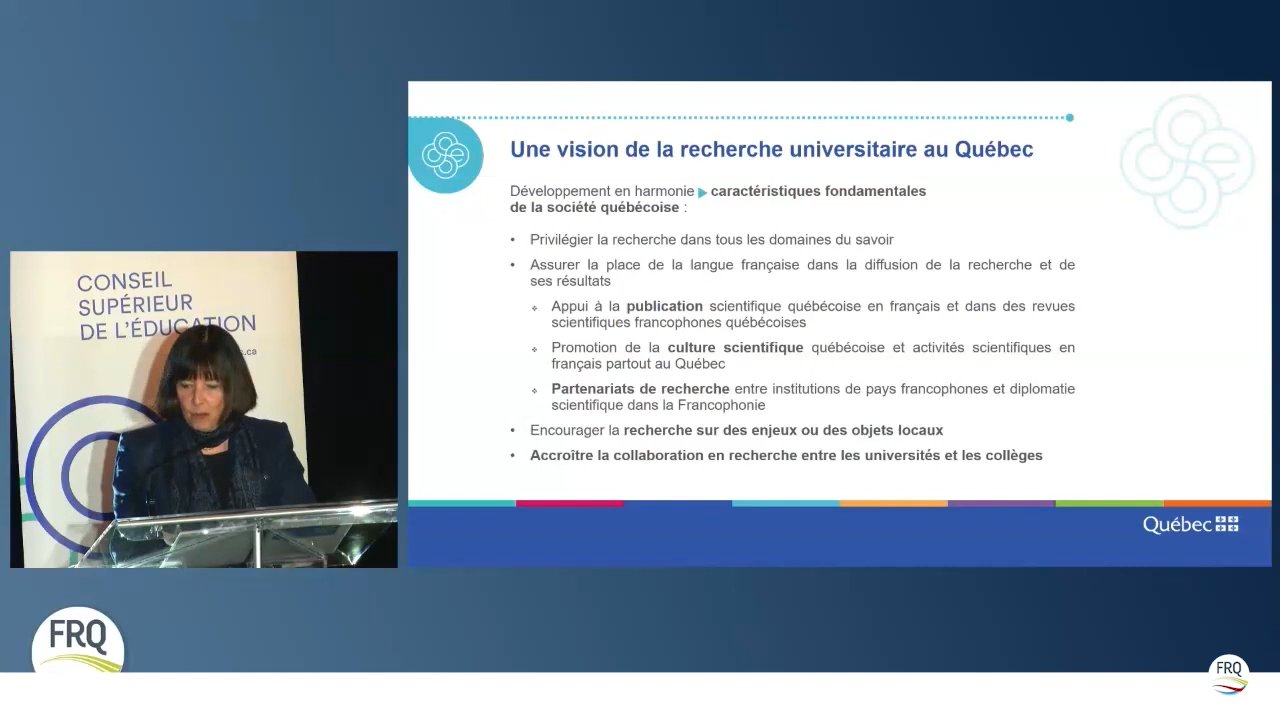 CONSEIL
SUPÉRIEUR
DE L'ÉDUCATION
s.ca
Une vision de la recherche universitaire au Québec
Développement en harmonie caractéristiques fondamentales
de la société québécoise :
• Privilégier la recherche dans tous les domaines du savoir
• Assurer la place de la langue française dans la diffusion de la recherche et de
ses résultats
Appui à la publication scientifique québécoise en français et dans des revues
scientifiques francophones québécoises
Promotion de la culture scientifique québécoise et activités scientifiques en
français partout au Québec
Partenariats de recherche entre institutions de pays francophones et diplomatie
scientifique dans la Francophonie
• Encourager la recherche sur des enjeux ou des objets locaux
• Accroître la collaboration en recherche entre les universités et les collèges
Québec
FRQ
FRQ